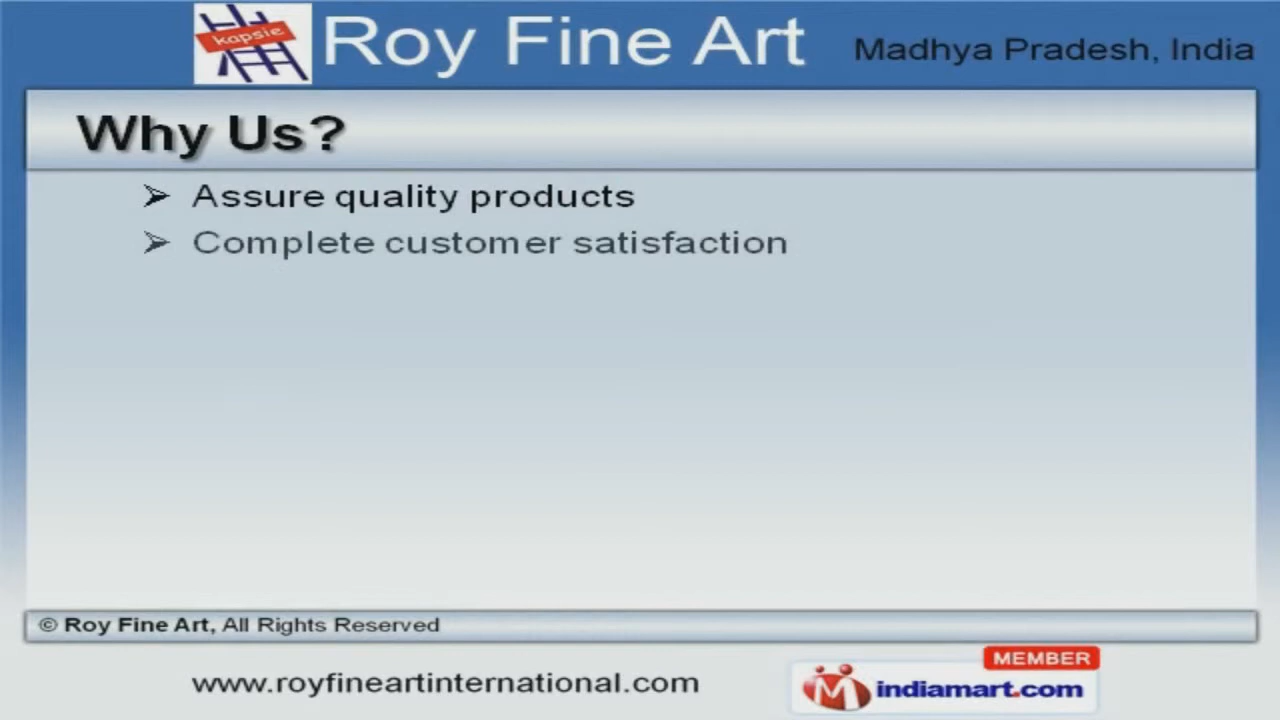 kapsie
Roy Fine Art
Madhya Pradesh, India
Why Us?
➢ Assure quality products
➢ Complete customer satisfaction
© Roy Fine Art, All Rights Reserved
www.royfineartinternational.com
MEMBER
indiamart.com